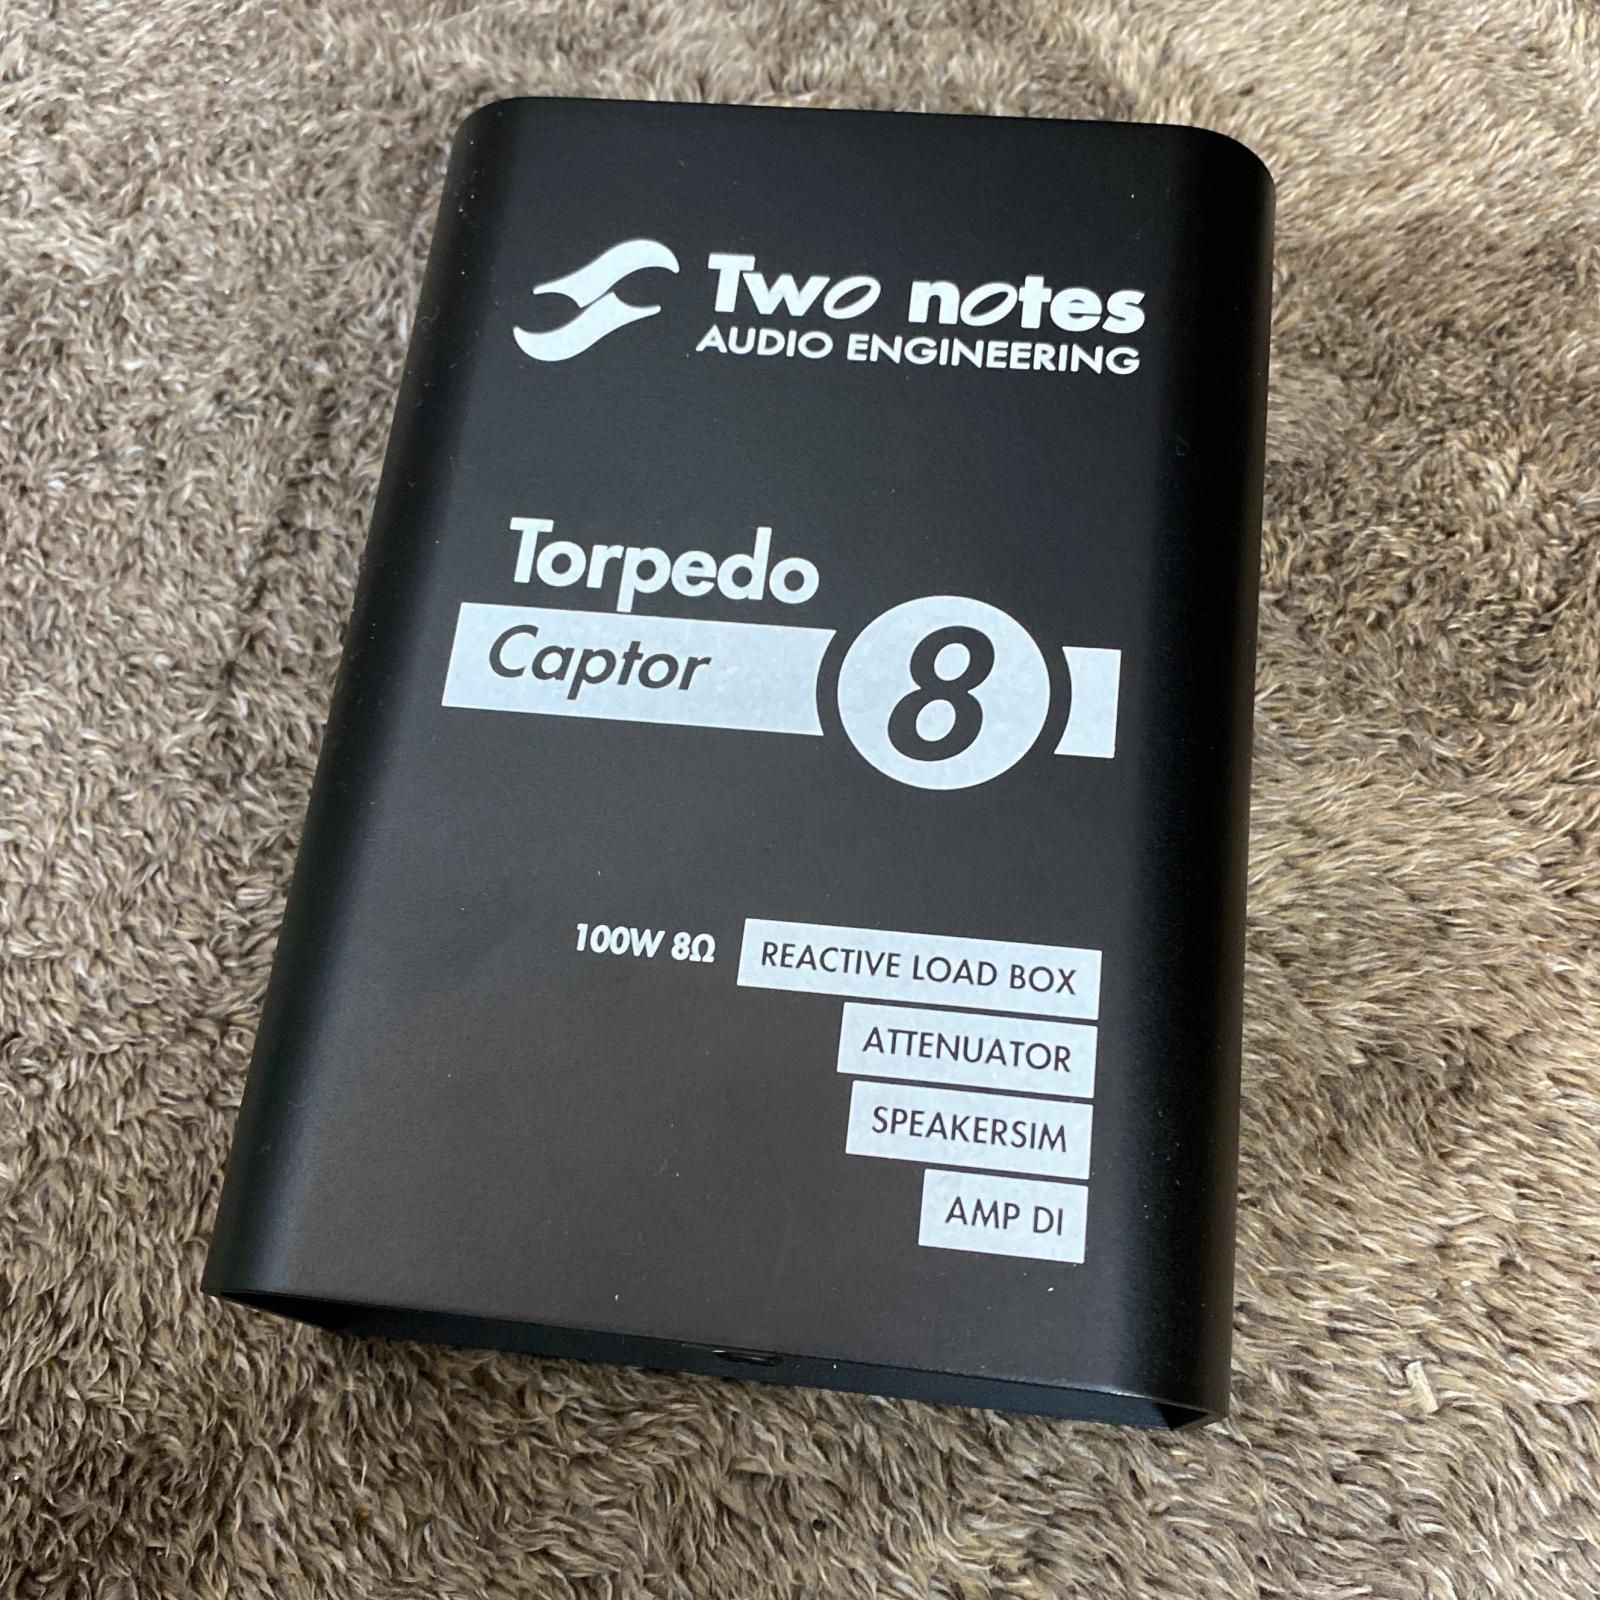 Two notes
AUDIO ENGINEERING
Torpedo
Captor 8
100W 8Ω REACTIVE LOAD BOX
ATTENUATOR
SPEAKERSIM
AMP DI